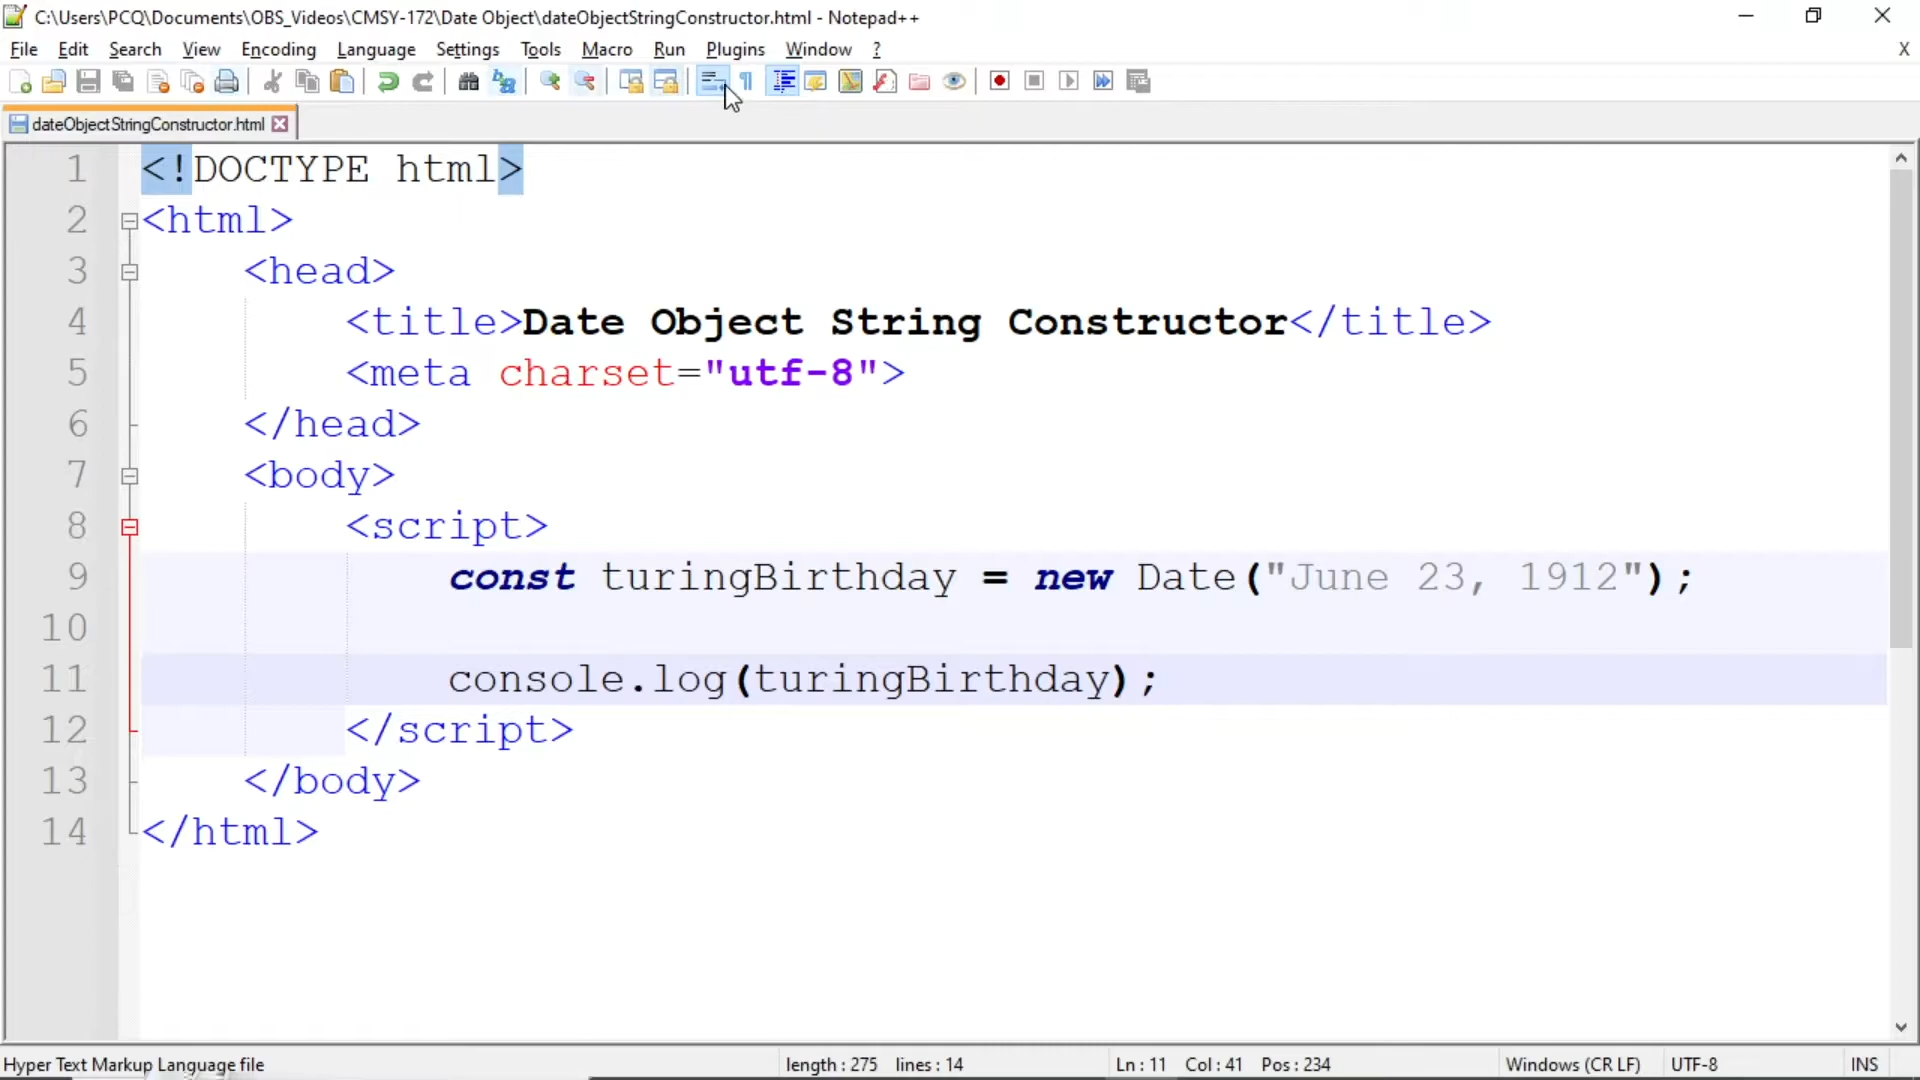 C:\Users\PCQ\Documents\OBS_Videos\CMSY-172\Date Object\dateObjectStringConstructor.html - Notepad++
File Edit Search View Encoding Language Settings Tools Macro Run Plugins Window ? X
dateObjectStringConstructor.html
1 <!DOCTYPE html>
2 <html>
3 <head>
4 <title>Date Object String Constructor</title>
5 <meta charset="utf-8">
6 </head>
7 <body>
8 <script>
9 const turingBirthday = new Date("June 23, 1912");
10
11 console.log(turingBirthday);
12 </script>
13 </body>
14 </html>
Hyper Text Markup Language file length : 275 lines : 14 Ln : 11 Col : 41 Pos : 234 Windows (CR LF) UTF-8 INS